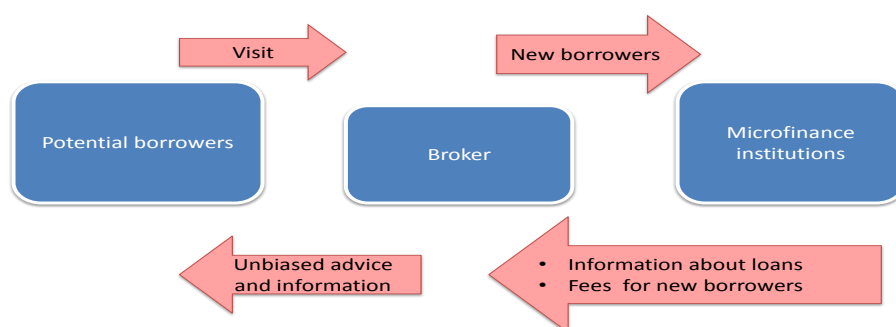 Visit
New borrowers
Potential borrowers
Broker
Microfinance
institutions
Unbiased advice
and information
• Information about loans
• Fees for new borrowers